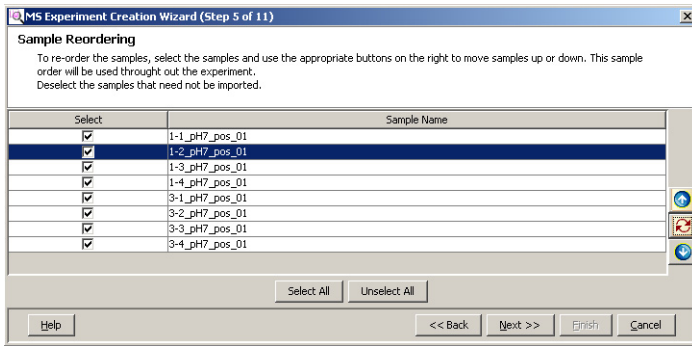 MS Experiment Creation Wizard (Step 5 of 11)
Sample Reordering
To re-order the samples, select the samples and use the appropriate buttons on the right to move samples up or down. This sample
order will be used throught out the experiment.
Deselect the samples that need not be imported.
Select Sample Name
1-1_pH7_pos_01
1-2_pH7_pos_01
1-3_pH7_pos_01
1-4_pH7_pos_01
3-1_pH7_pos_01
3-2_pH7_pos_01
3-3_pH7_pos_01
3-4_pH7_pos_01
Select All Unselect All
Help << Back Next >> Finish Cancel